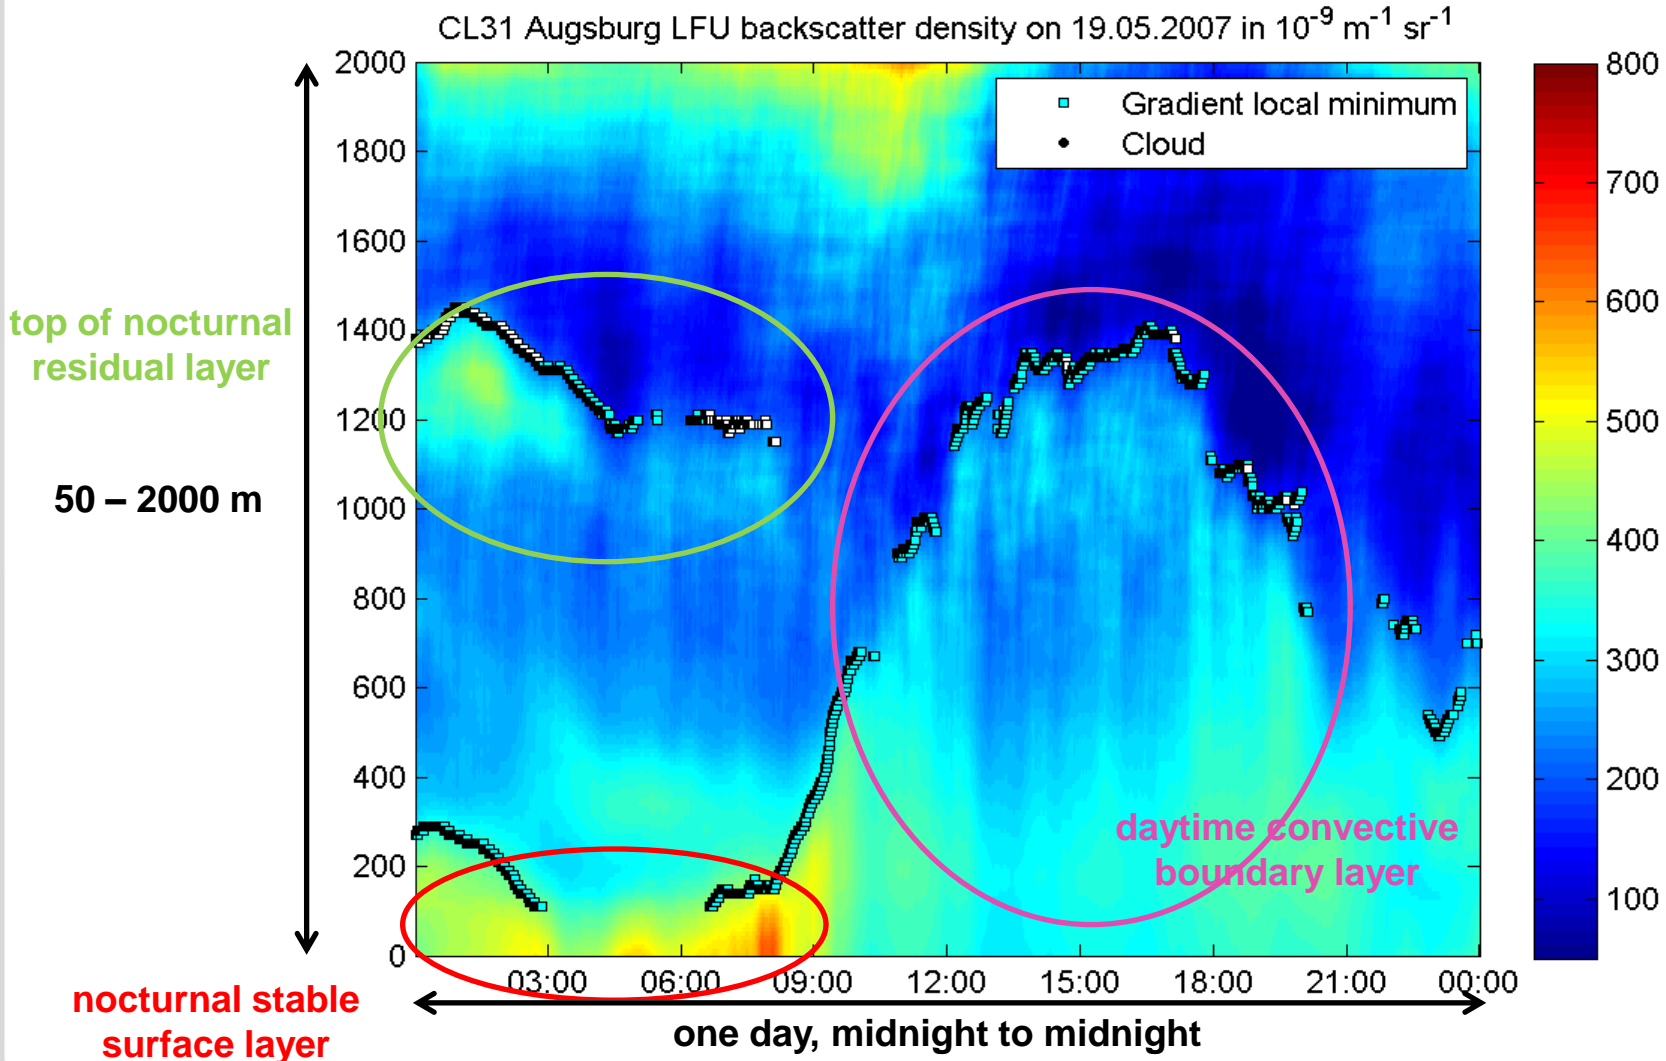 CL31 Augsburg LFU backscatter density on 19.05.2007 in 10⁻⁹ m⁻¹ sr⁻¹
Gradient local minimum
Cloud
2000
1800
1600
1400
1200
1000
800
600
400
200
0
top of nocturnal
residual layer
50 – 2000 m
nocturnal stable
surface layer
daytime convective
boundary layer
03:00 06:00 09:00 12:00 15:00 18:00 21:00 00:00
one day, midnight to midnight
800
700
600
500
400
300
200
100